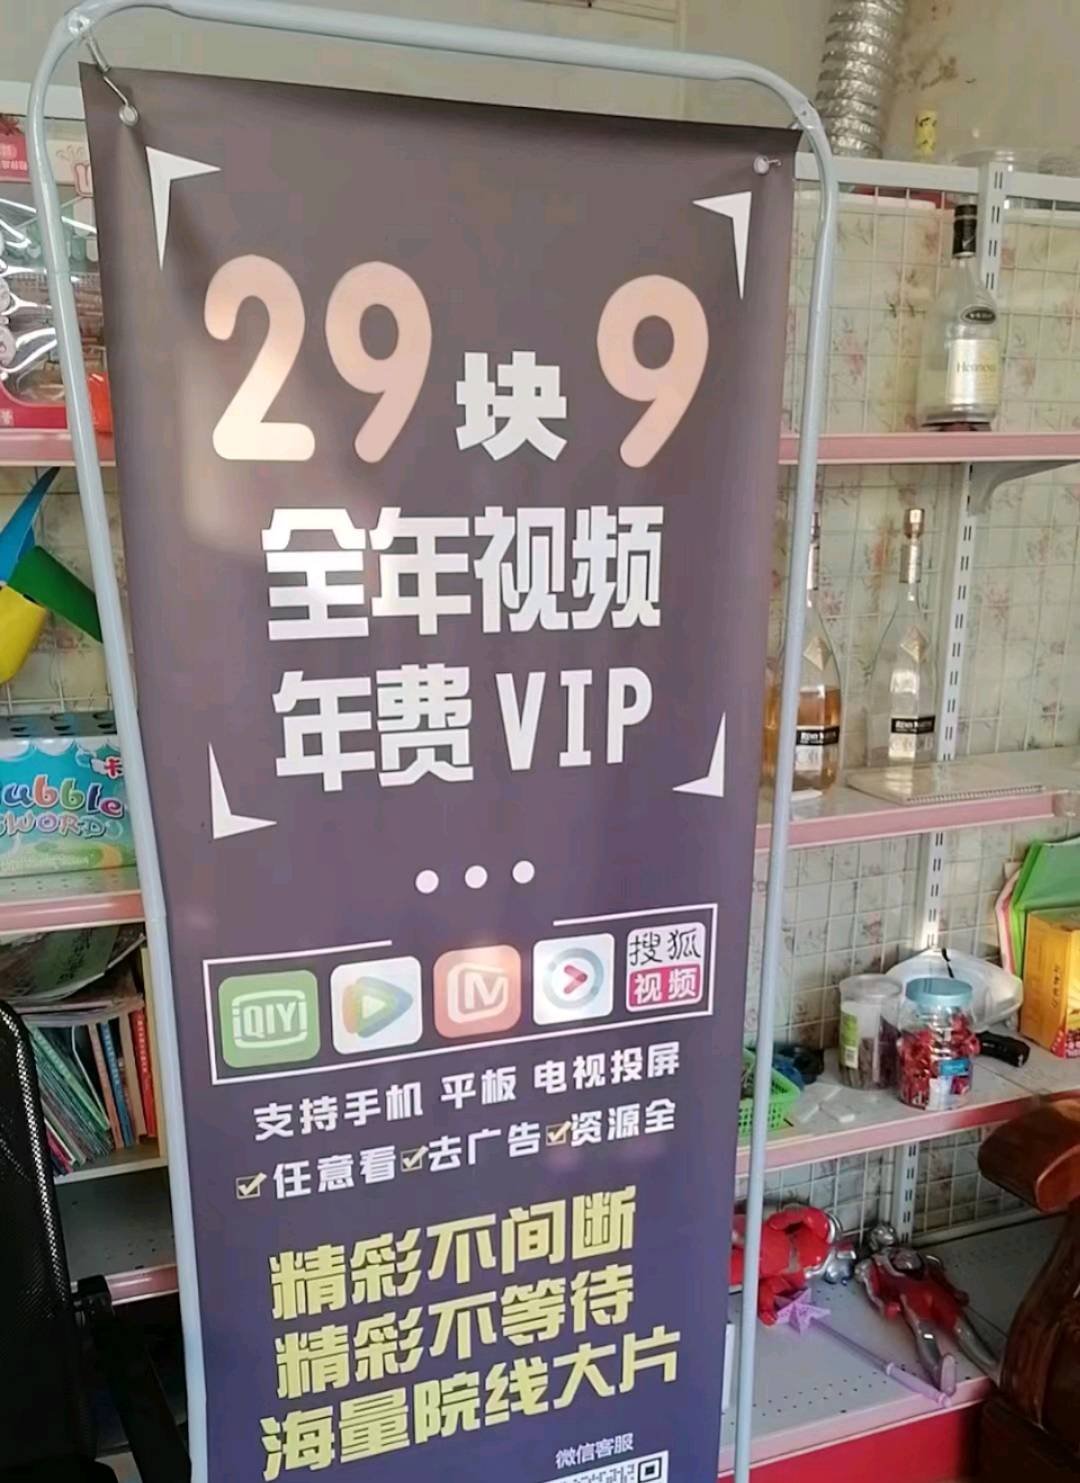 29块9
全年视频
年费VIP
iQIYI
搜狐
视频
支持手机 平板 电视投屏
任意看 去广告 资源全
精彩不间断
精彩不等待
海量院线大片
微信客服
Hennessy
ubble
WORD